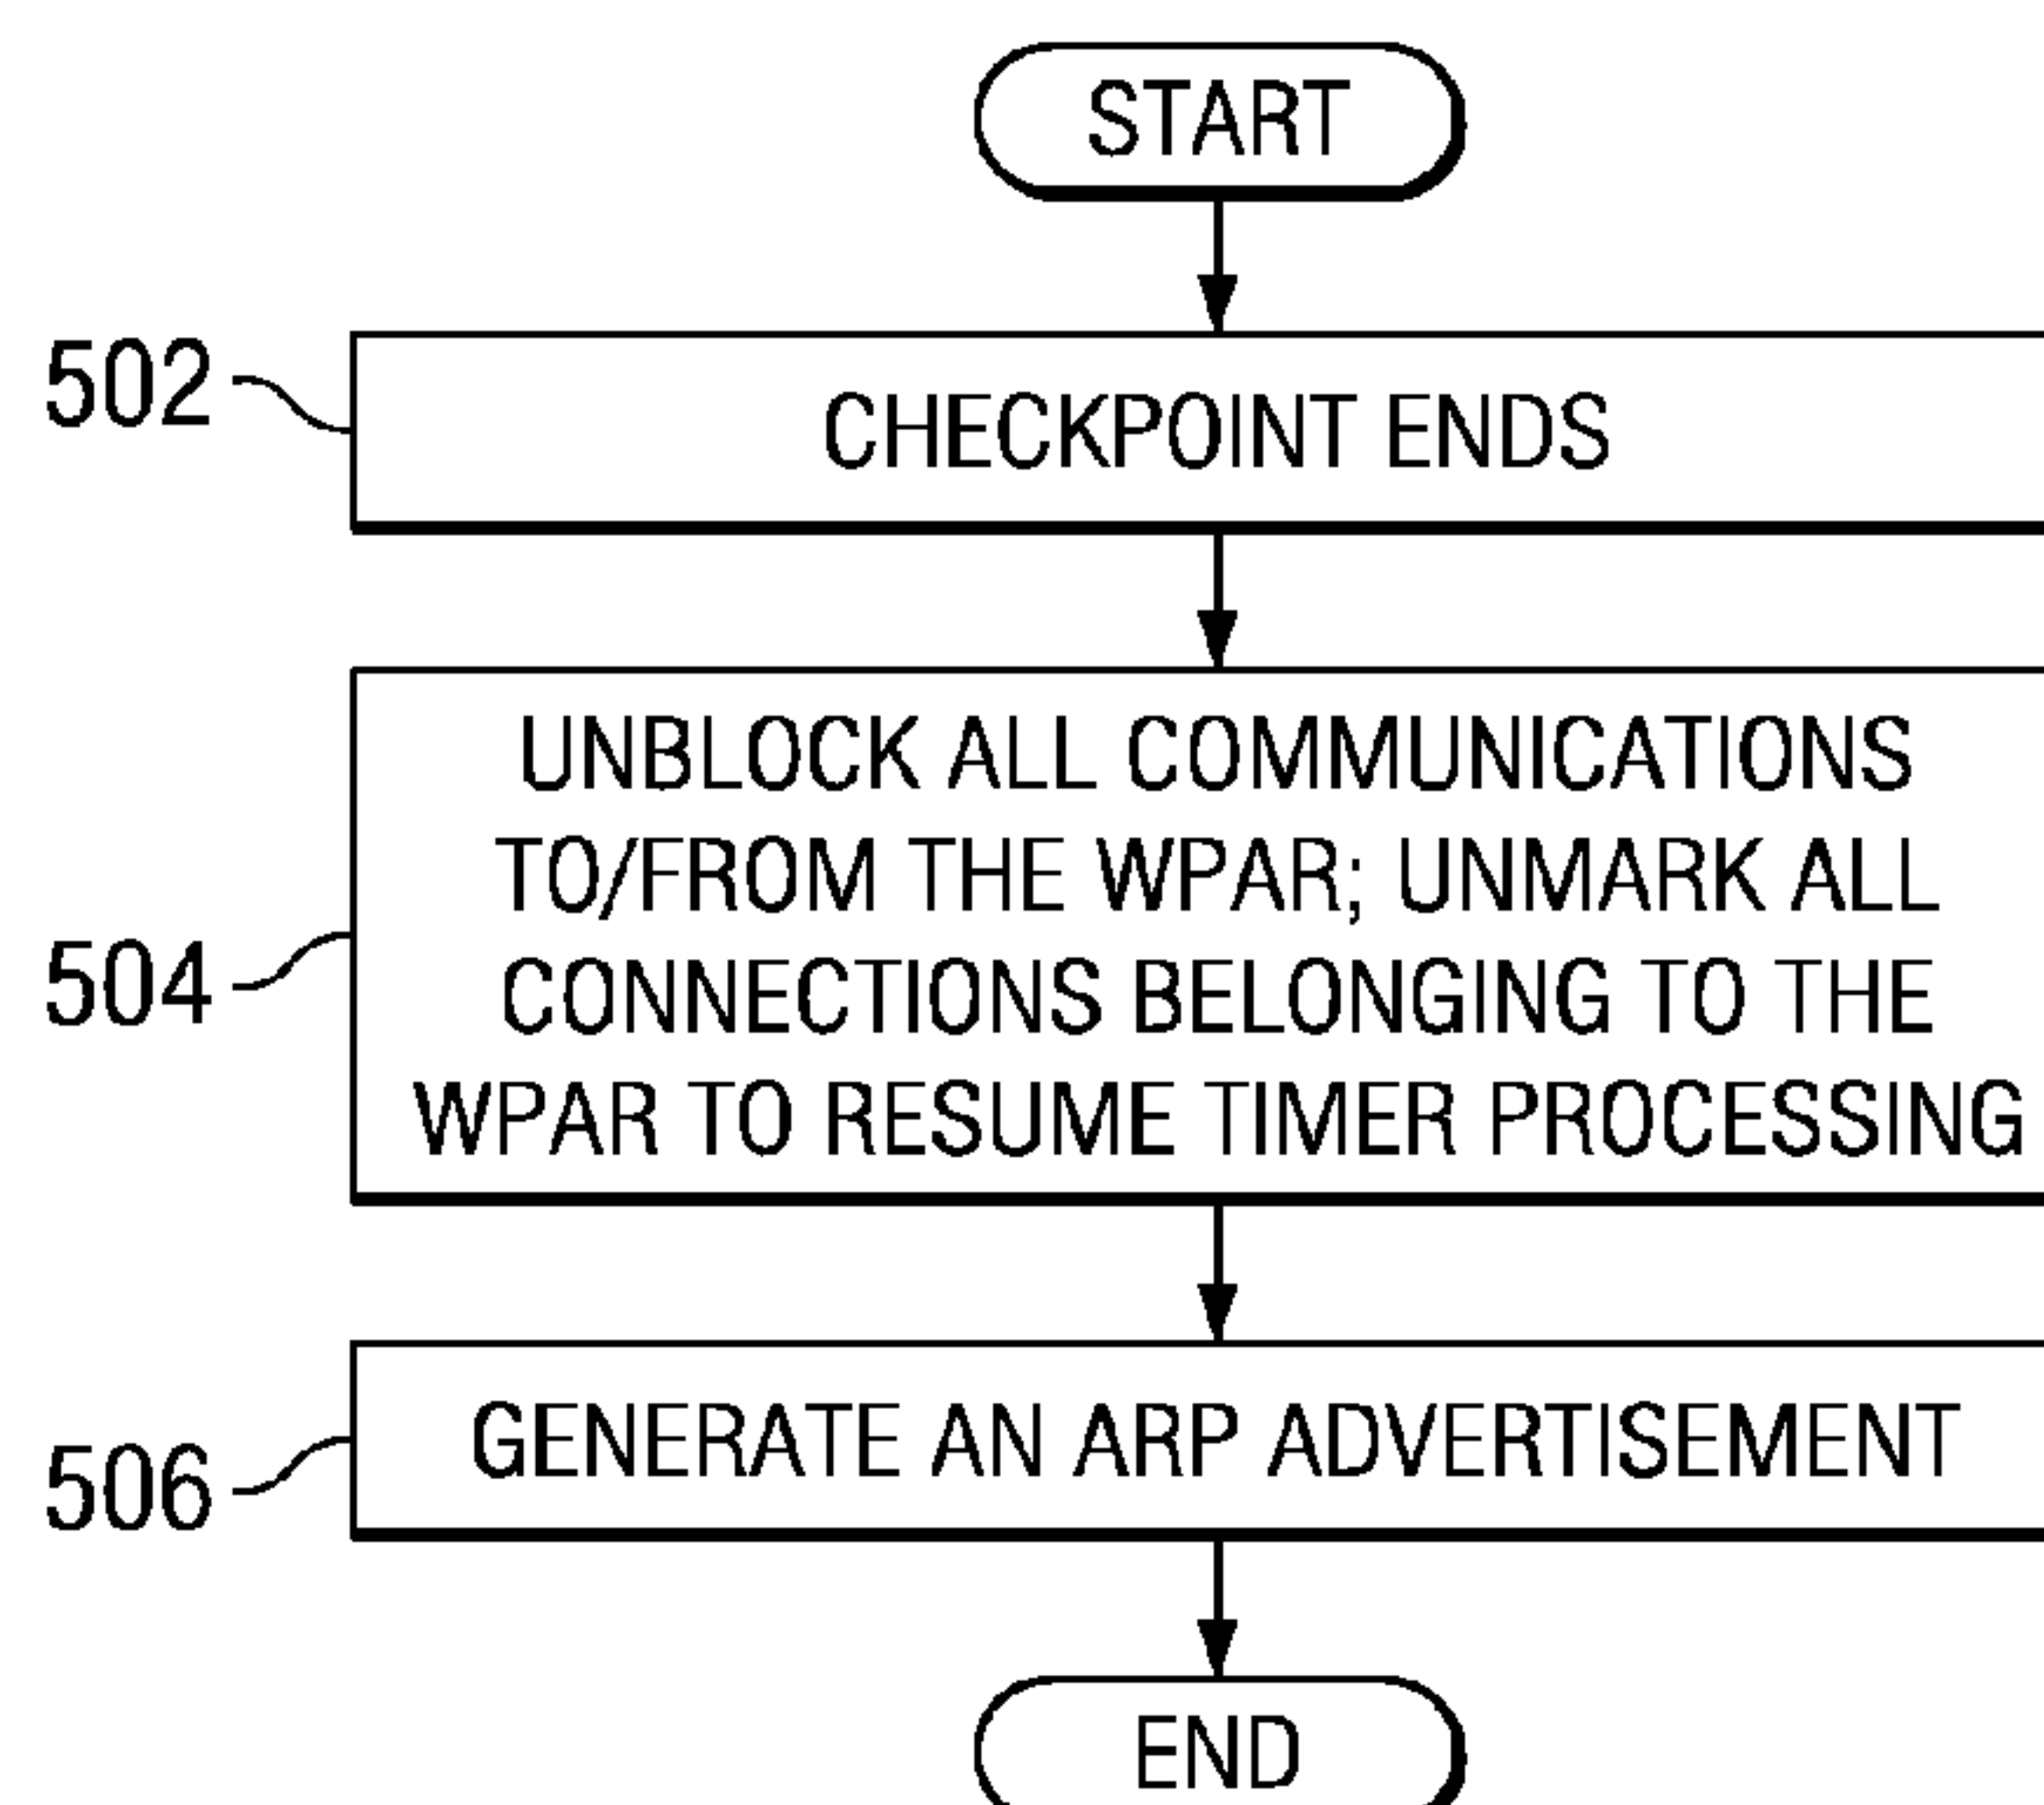 START
502
CHECKPOINT ENDS
504
UNBLOCK ALL COMMUNICATIONS
TO/FROM THE WPAR; UNMARK ALL
CONNECTIONS BELONGING TO THE
WPAR TO RESUME TIMER PROCESSING
506
GENERATE AN ARP ADVERTISEMENT
END